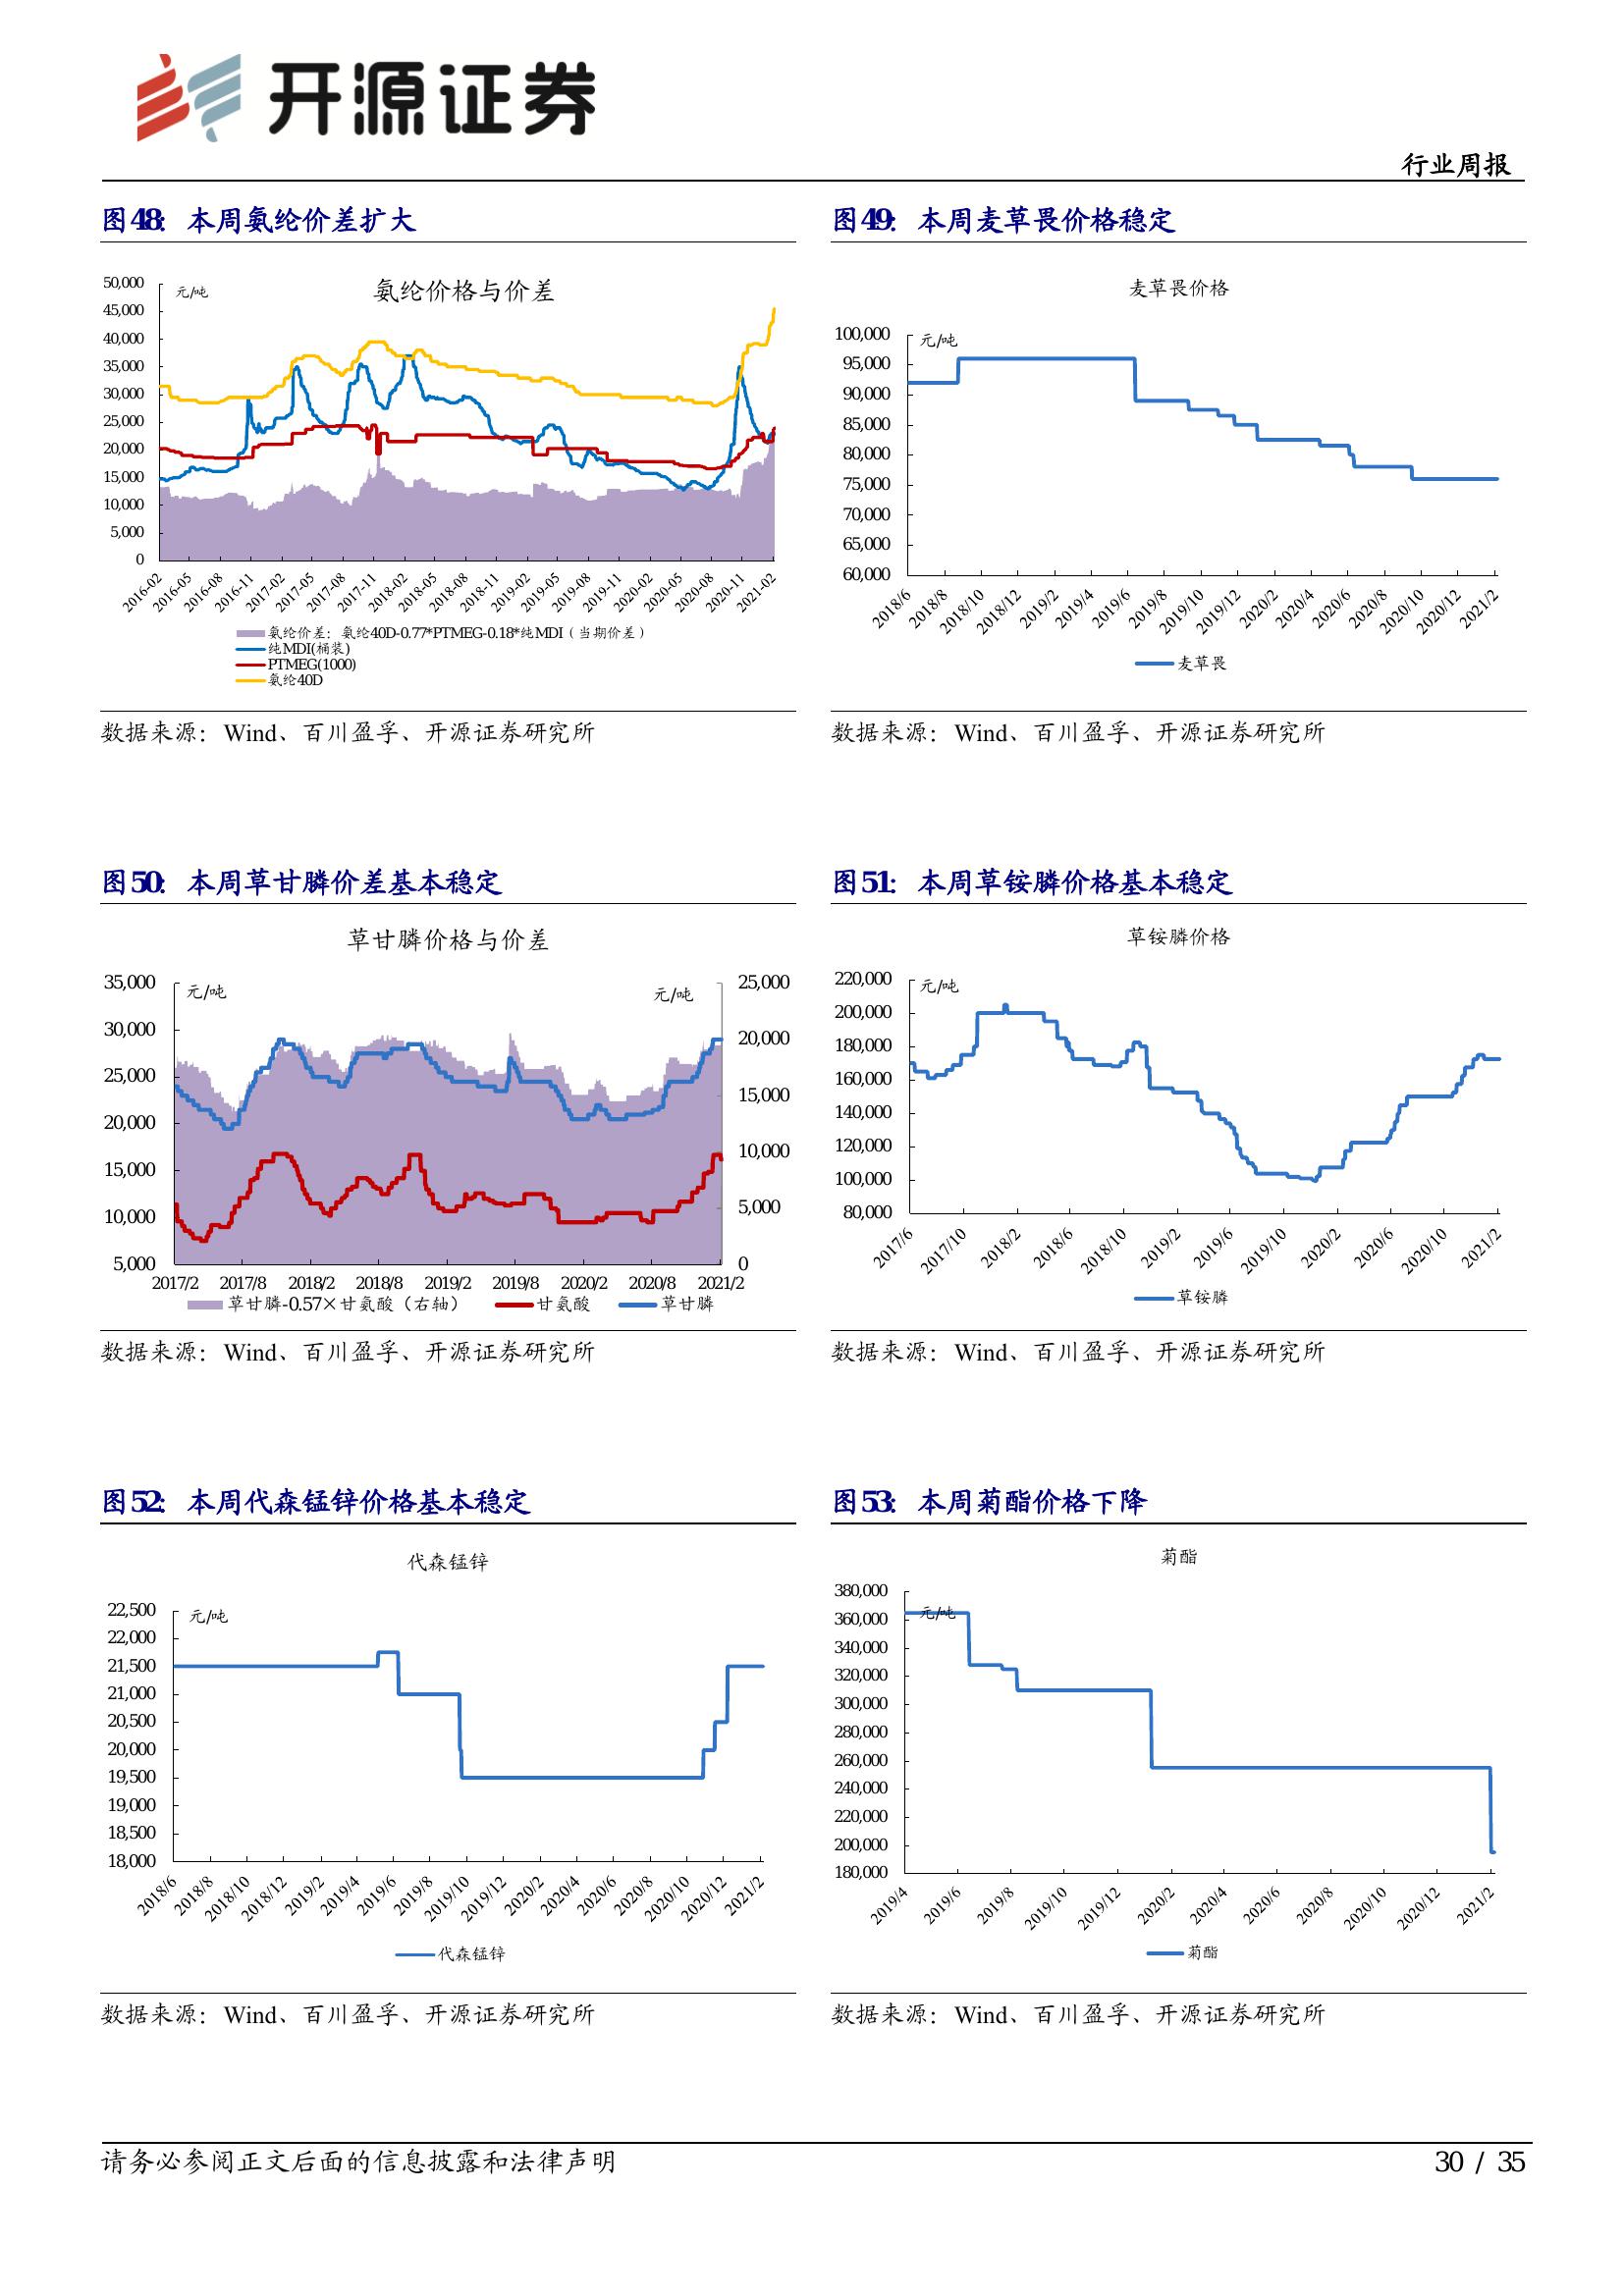 开源证券
行业周报
图48: 本周氨纶价差扩大
氨纶价格与价差
元/吨
50,000
45,000
40,000
35,000
30,000
25,000
20,000
15,000
10,000
5,000
0
2016-02 2016-05 2016-08 2016-11 2017-02 2017-05 2017-08 2017-11 2018-02 2018-05 2018-08 2018-11 2019-02 2019-05 2019-08 2019-11 2020-02 2020-05 2020-08 2020-11 2021-02
氨纶价差：氨纶40D-0.77*PTMEG-0.18*纯MDI（当期价差）
纯MDI(桶装)
PTMEG(1000)
氨纶40D
数据来源：Wind、百川盈孚、开源证券研究所
图49: 本周麦草畏价格稳定
麦草畏价格
元/吨
100,000
95,000
90,000
85,000
80,000
75,000
70,000
65,000
60,000
2018/6 2018/8 2018/10 2018/12 2019/2 2019/4 2019/6 2019/8 2019/10 2019/12 2020/2 2020/4 2020/6 2020/8 2020/10 2020/12 2021/2
麦草畏
数据来源：Wind、百川盈孚、开源证券研究所
图50: 本周草甘膦价差基本稳定
草甘膦价格与价差
元/吨 元/吨
35,000
30,000
25,000
20,000
15,000
10,000
5,000
25,000
20,000
15,000
10,000
5,000
0
2017/2 2017/8 2018/2 2018/8 2019/2 2019/8 2020/2 2020/8 2021/2
草甘膦-0.57×甘氨酸（右轴） 甘氨酸 草甘膦
数据来源：Wind、百川盈孚、开源证券研究所
图51: 本周草铵膦价格基本稳定
草铵膦价格
元/吨
220,000
200,000
180,000
160,000
140,000
120,000
100,000
80,000
2017/6 2017/10 2018/2 2018/6 2018/10 2019/2 2019/6 2019/10 2020/2 2020/6 2020/10 2021/2
草铵膦
数据来源：Wind、百川盈孚、开源证券研究所
图52: 本周代森锰锌价格基本稳定
代森锰锌
元/吨
22,500
22,000
21,500
21,000
20,500
20,000
19,500
19,000
18,500
18,000
2018/6 2018/8 2018/10 2018/12 2019/2 2019/4 2019/6 2019/8 2019/10 2019/12 2020/2 2020/4 2020/6 2020/8 2020/10 2020/12 2021/2
代森锰锌
数据来源：Wind、百川盈孚、开源证券研究所
图53: 本周菊酯价格下降
菊酯
元/吨
380,000
360,000
340,000
320,000
300,000
280,000
260,000
240,000
220,000
200,000
180,000
2019/4 2019/6 2019/8 2019/10 2019/12 2020/2 2020/4 2020/6 2020/8 2020/10 2020/12 2021/2
菊酯
数据来源：Wind、百川盈孚、开源证券研究所
请务必参阅正文后面的信息披露和法律声明
30 / 35